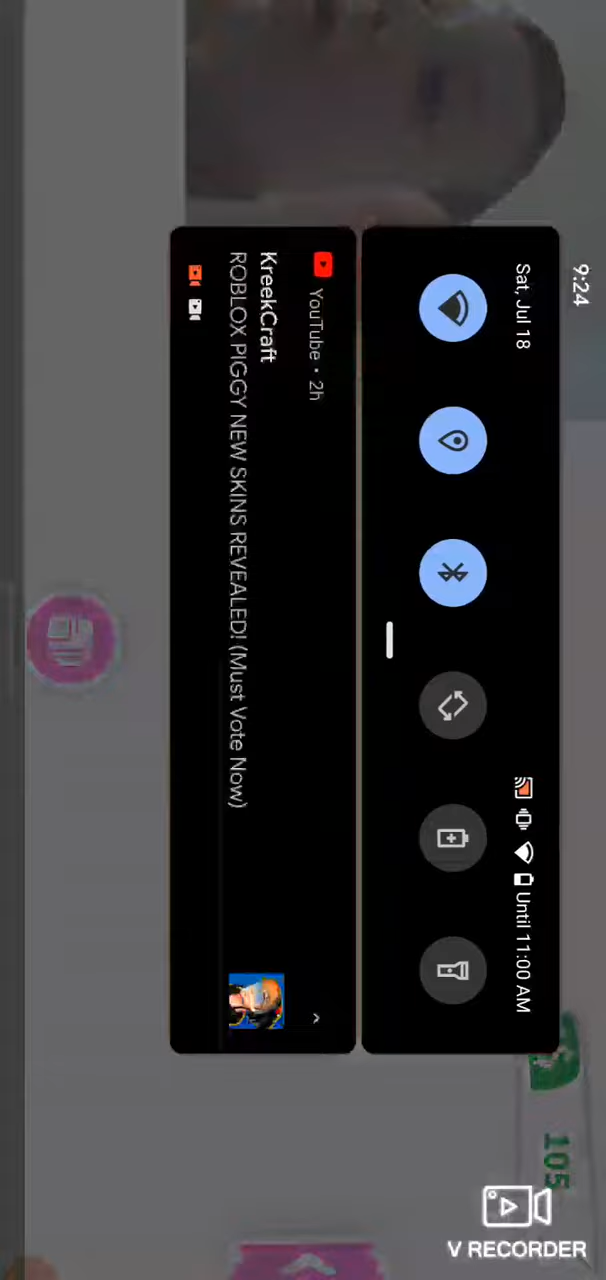 9:24
Sat, Jul 18
Until 11:00 AM
YouTube • 2h
KreekCraft
ROBLOX PIGGY NEW SKINS REVEALED! (Must Vote Now)
105
V RECORDER